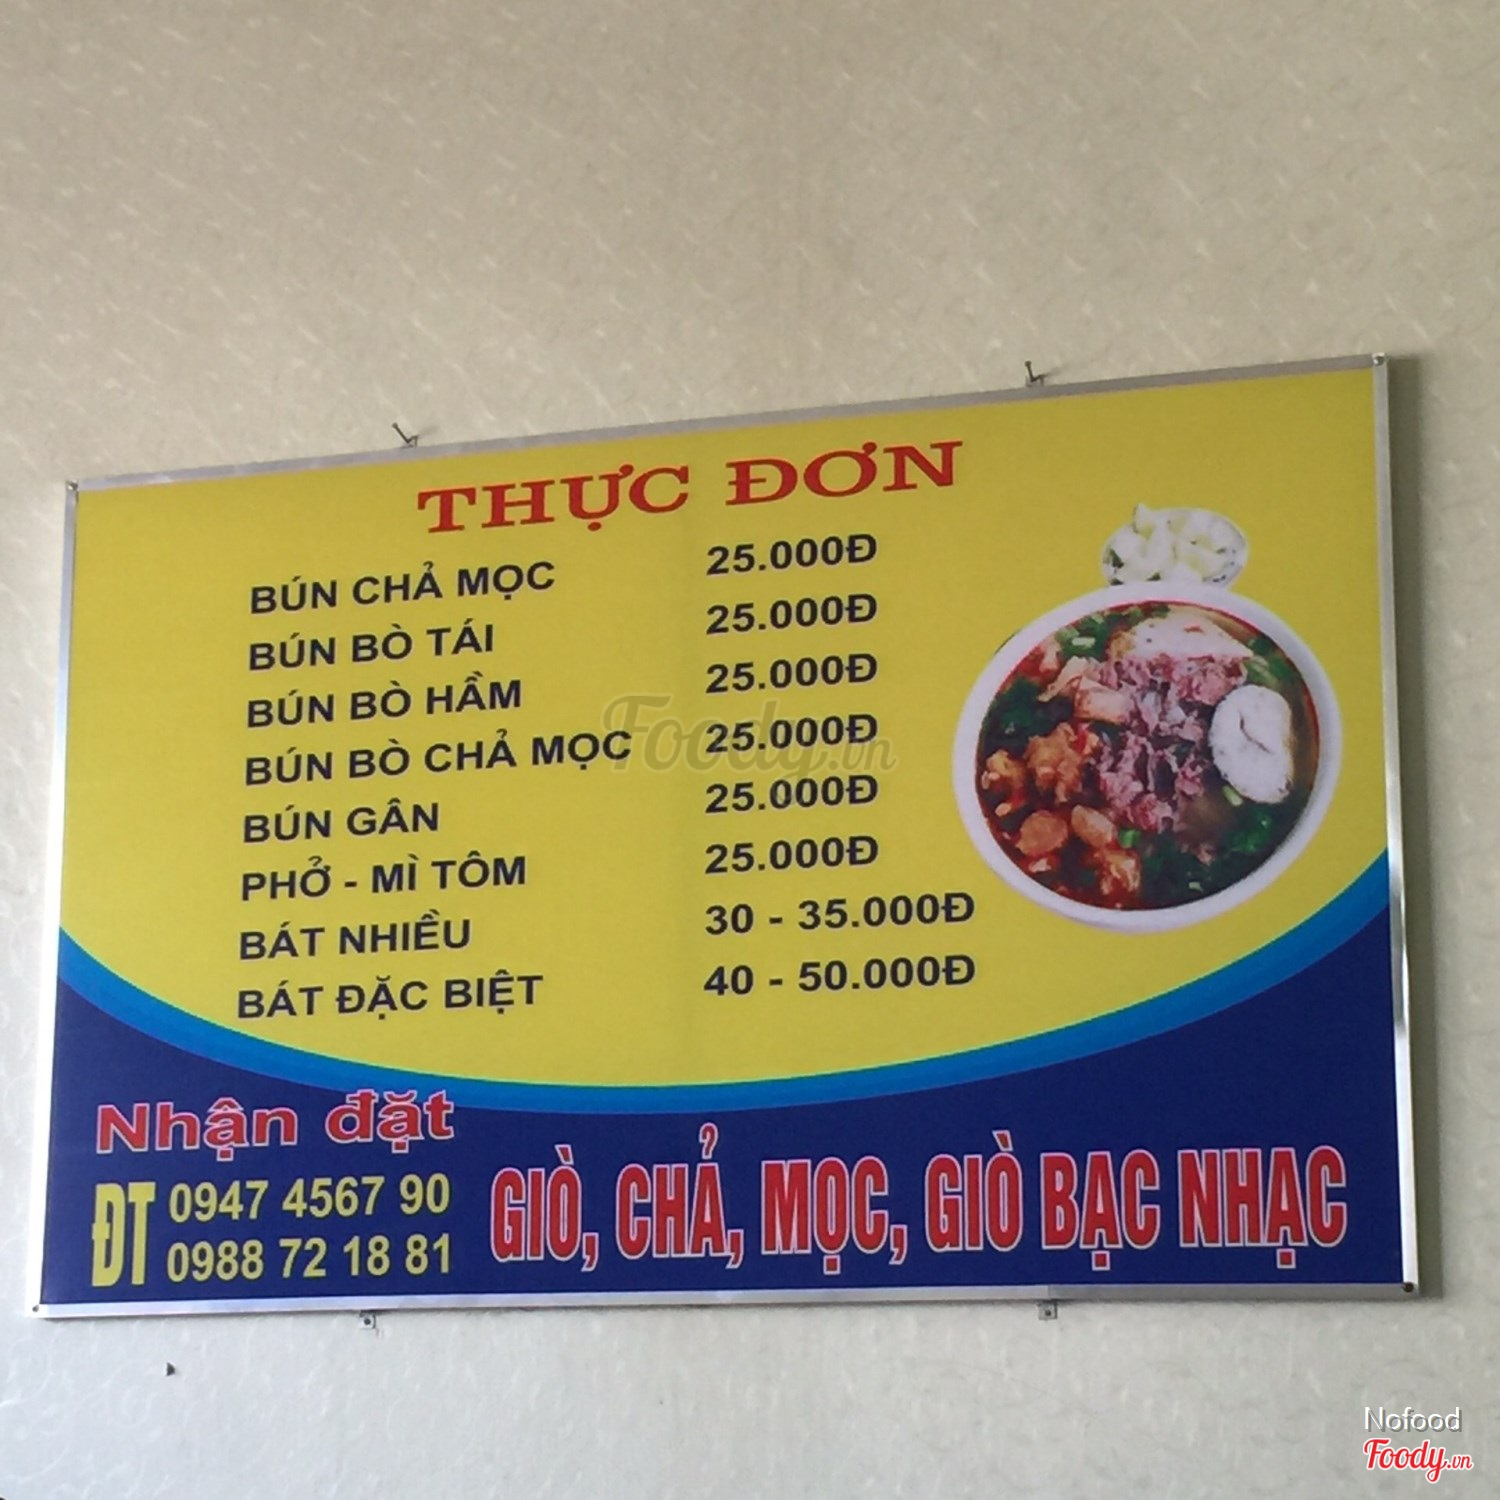 THỰC ĐƠN
BÚN CHẢ MỌC 25.000Đ
BÚN BÒ TÁI 25.000Đ
BÚN BÒ HẦM 25.000Đ
BÚN BÒ CHẢ MỌC 25.000Đ
BÚN GÂN 25.000Đ
PHỞ - MÌ TÔM 25.000Đ
BÁT NHIỀU 30 - 35.000Đ
BÁT ĐẶC BIỆT 40 - 50.000Đ
Nhận đặt
ĐT 0947 4567 90
0988 72 18 81
GIÒ, CHẢ, MỌC, GIÒ BẠC NHẠC
Foody.vn
Nofood
Foody.vn